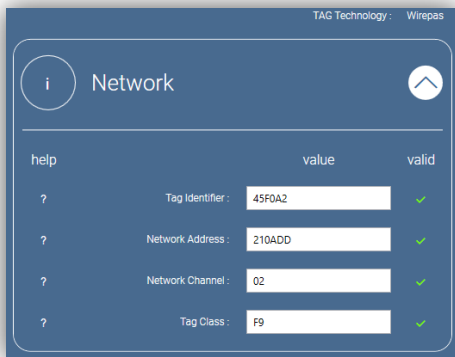 TAG Technology : Wirepas
i Network
help value valid
? Tag Identifier : 45F0A2
? Network Address : 210ADD
? Network Channel : 02
? Tag Class : F9